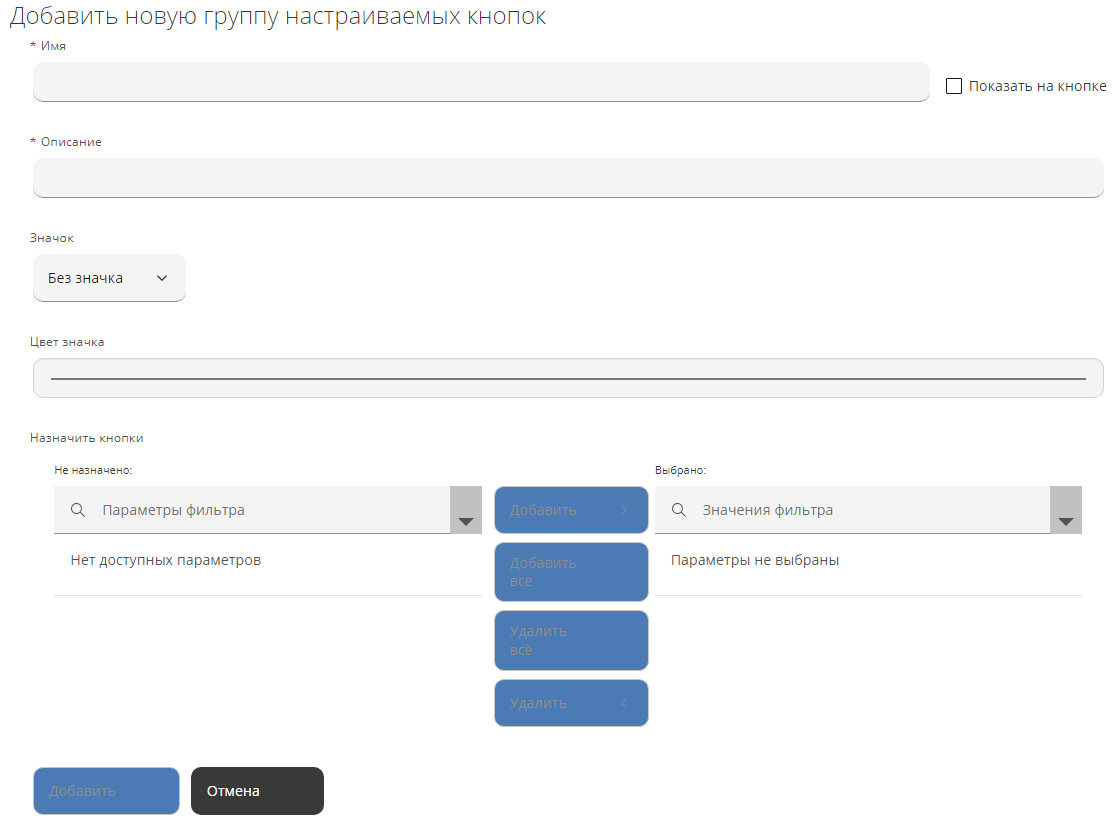 Добавить новую группу настраиваемых кнопок
* Имя
Показать на кнопке
* Описание
Значок
Без значка
Цвет значка
Назначить кнопки
Не назначено:
Выбрано:
Параметры фильтра
Добавить
Значения фильтра
Нет доступных параметров
Добавить
все
Параметры не выбраны
Удалить
все
Удалить
Добавить
Отмена